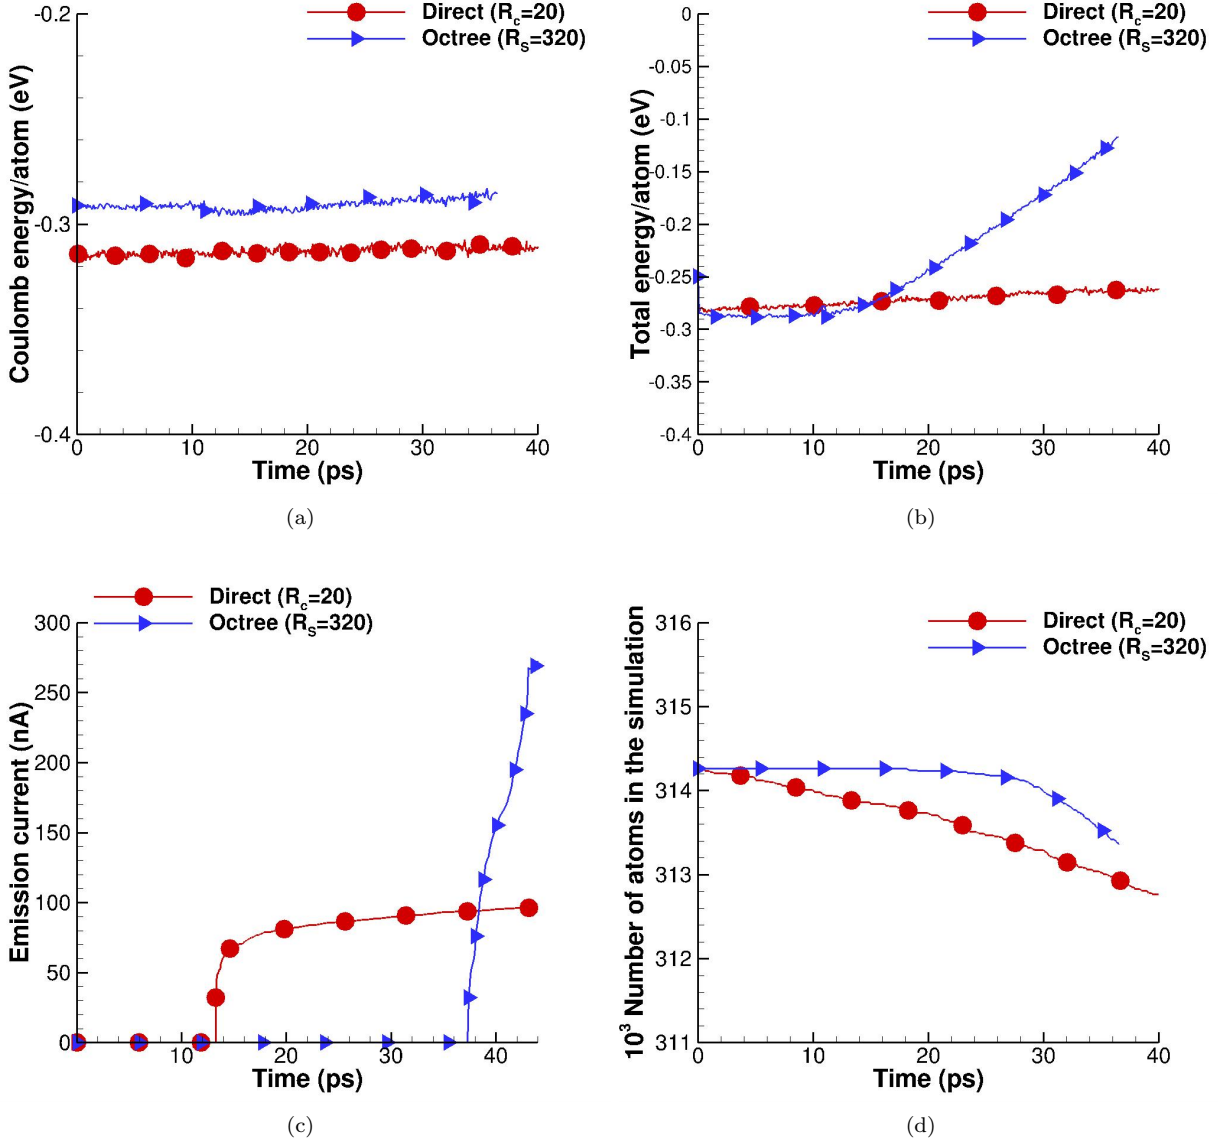 -0.2
Direct (Rc=20)
Octree (RS=320)
-0.3
-0.4
Coulomb energy/atom (eV)
0 10 20 30 40
Time (ps)
(a)
0
Direct (Rc=20)
Octree (RS=320)
-0.05
-0.1
-0.15
-0.2
-0.25
-0.3
-0.35
-0.4
Total energy/atom (eV)
0 10 20 30 40
Time (ps)
(b)
Direct (Rc=20)
Octree (RS=320)
300
250
200
150
100
50
0
Emission current (nA)
10 20 30 40
Time (ps)
(c)
316
Direct (Rc=20)
Octree (RS=320)
315
314
313
312
311
10³ Number of atoms in the simulation
0 10 20 30 40
Time (ps)
(d)